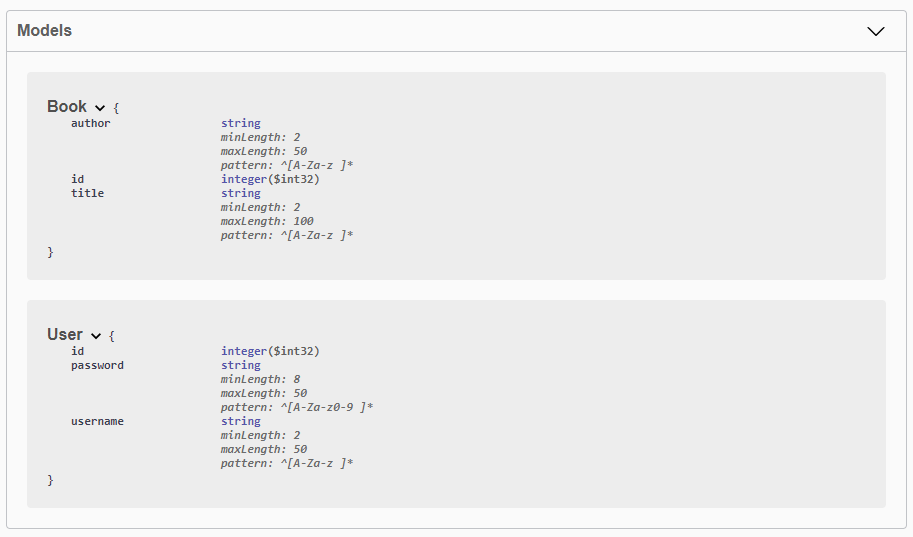 Models
Book {
author string
minLength: 2
maxLength: 50
pattern: ^[A-Za-z ]*
id integer($int32)
title string
minLength: 2
maxLength: 100
pattern: ^[A-Za-z ]*
}
User {
id integer($int32)
password string
minLength: 8
maxLength: 50
pattern: ^[A-Za-z0-9 ]*
username string
minLength: 2
maxLength: 50
pattern: ^[A-Za-z ]*
}